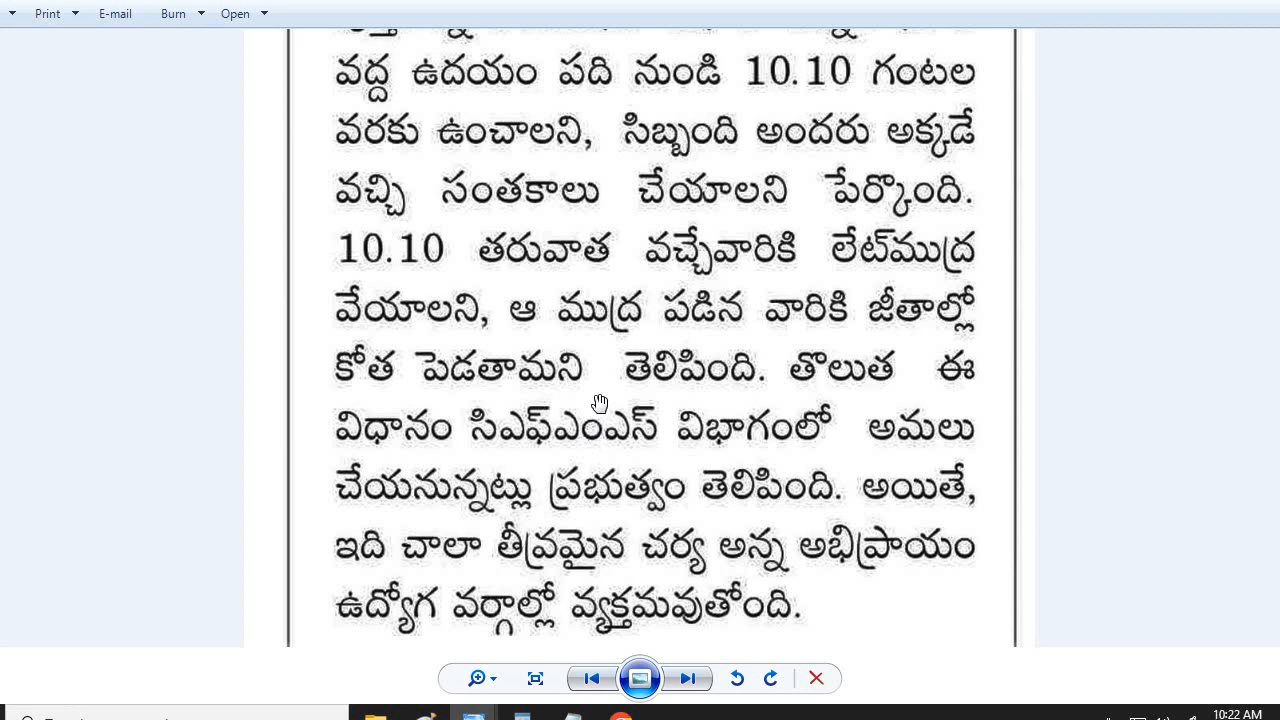 Print E-mail Burn Open
వద్ద ఉదయం పది నుండి 10.10 గంటల
వరకు ఉంచాలని, సిబ్బంది అందరు అక్కడే
వచ్చి సంతకాలు చేయాలని పేర్కొంది.
10.10 తరువాత వచ్చేవారికి లేట్‌ముద్ర
వేయాలని, ఆ ముద్ర పడిన వారికి జీతాల్లో
కోత పెడతామని తెలిపింది. తొలుత ఈ
విధానం సిఎఫ్‌ఎంఎస్ విభాగంలో అమలు
చేయనున్నట్లు ప్రభుత్వం తెలిపింది. అయితే,
ఇది చాలా తీవ్రమైన చర్య అన్న అభిప్రాయం
ఉద్యోగ వర్గాల్లో వ్యక్తమవుతోంది.
10:22 AM